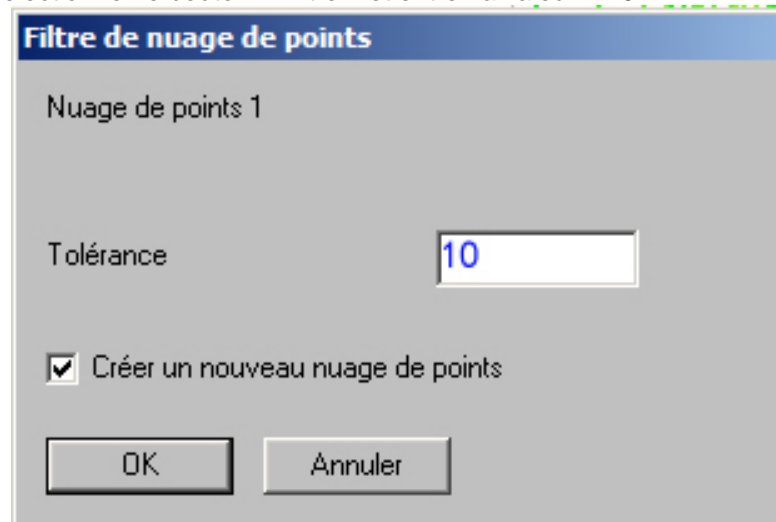 Filtre de nuage de points
Nuage de points 1
Tolérance
10
Créer un nouveau nuage de points
OK
Annuler